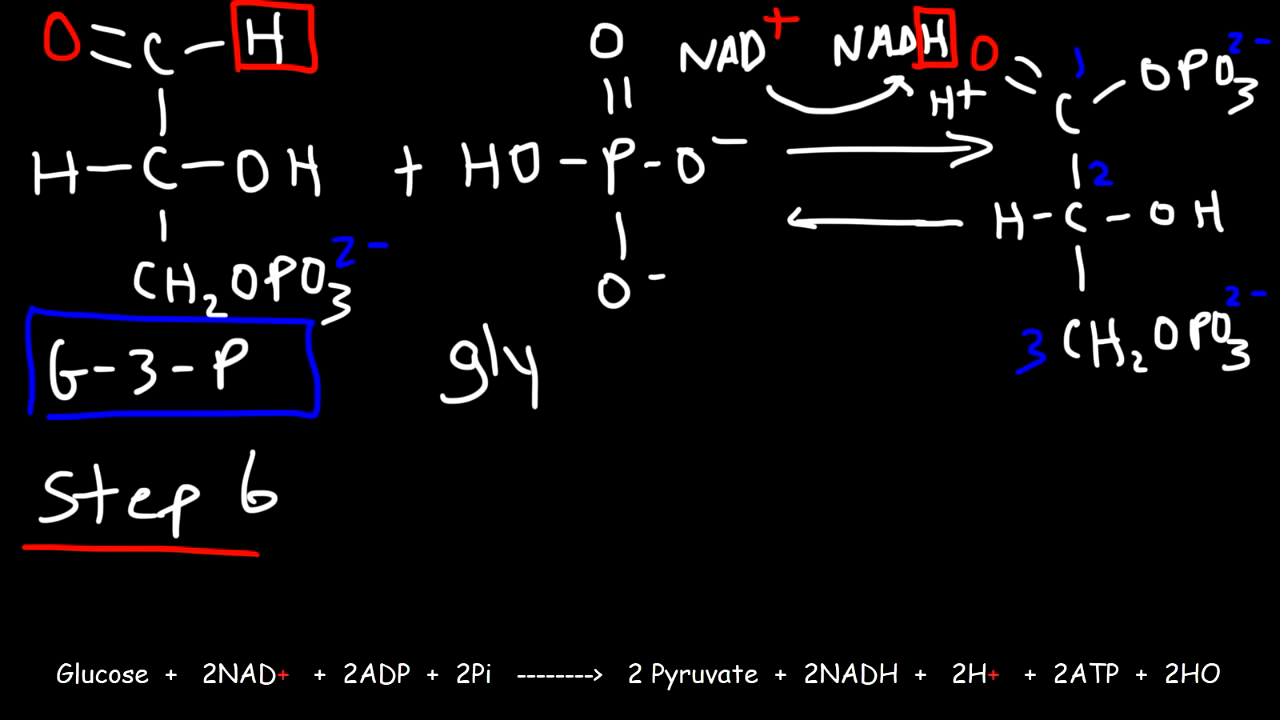 O=C-H
H-C-OH
CH2OPO3 2-
+
O
HO-P-O-
O-
NAD+ NADH
H+
O=C-OPO3 2-
1
2
H-C-OH
3 CH2OPO3 2-
G-3-P
gly
Step 6
Glucose + 2NAD+ + 2ADP + 2Pi --------> 2 Pyruvate + 2NADH + 2H+ + 2ATP + 2HO